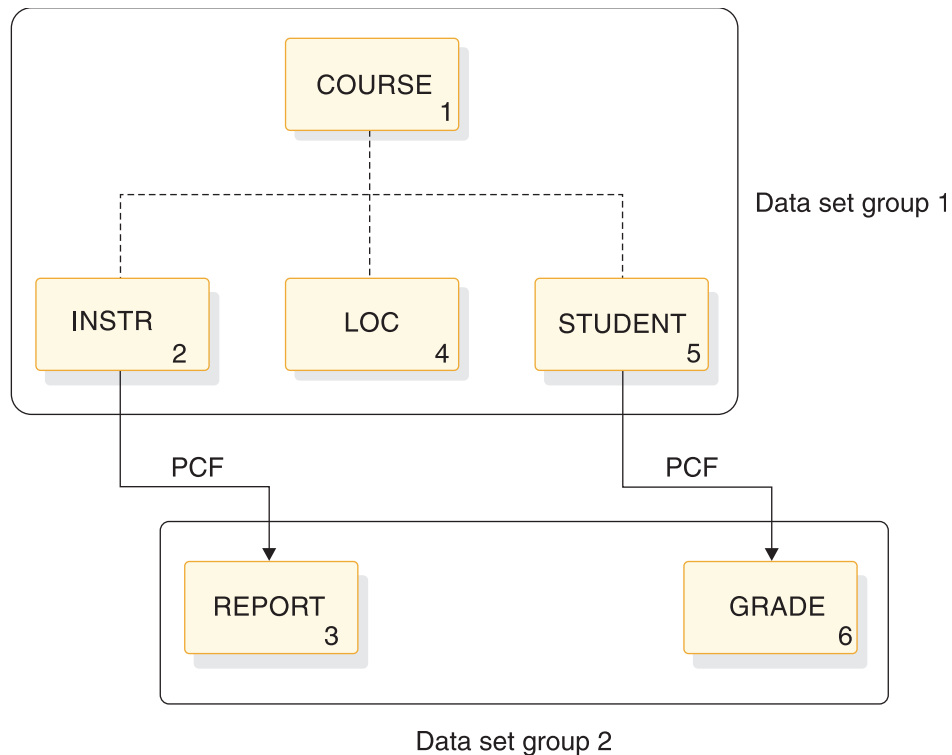 COURSE
1
Data set group 1
INSTR
2
LOC
4
STUDENT
5
PCF
PCF
REPORT
3
GRADE
6
Data set group 2